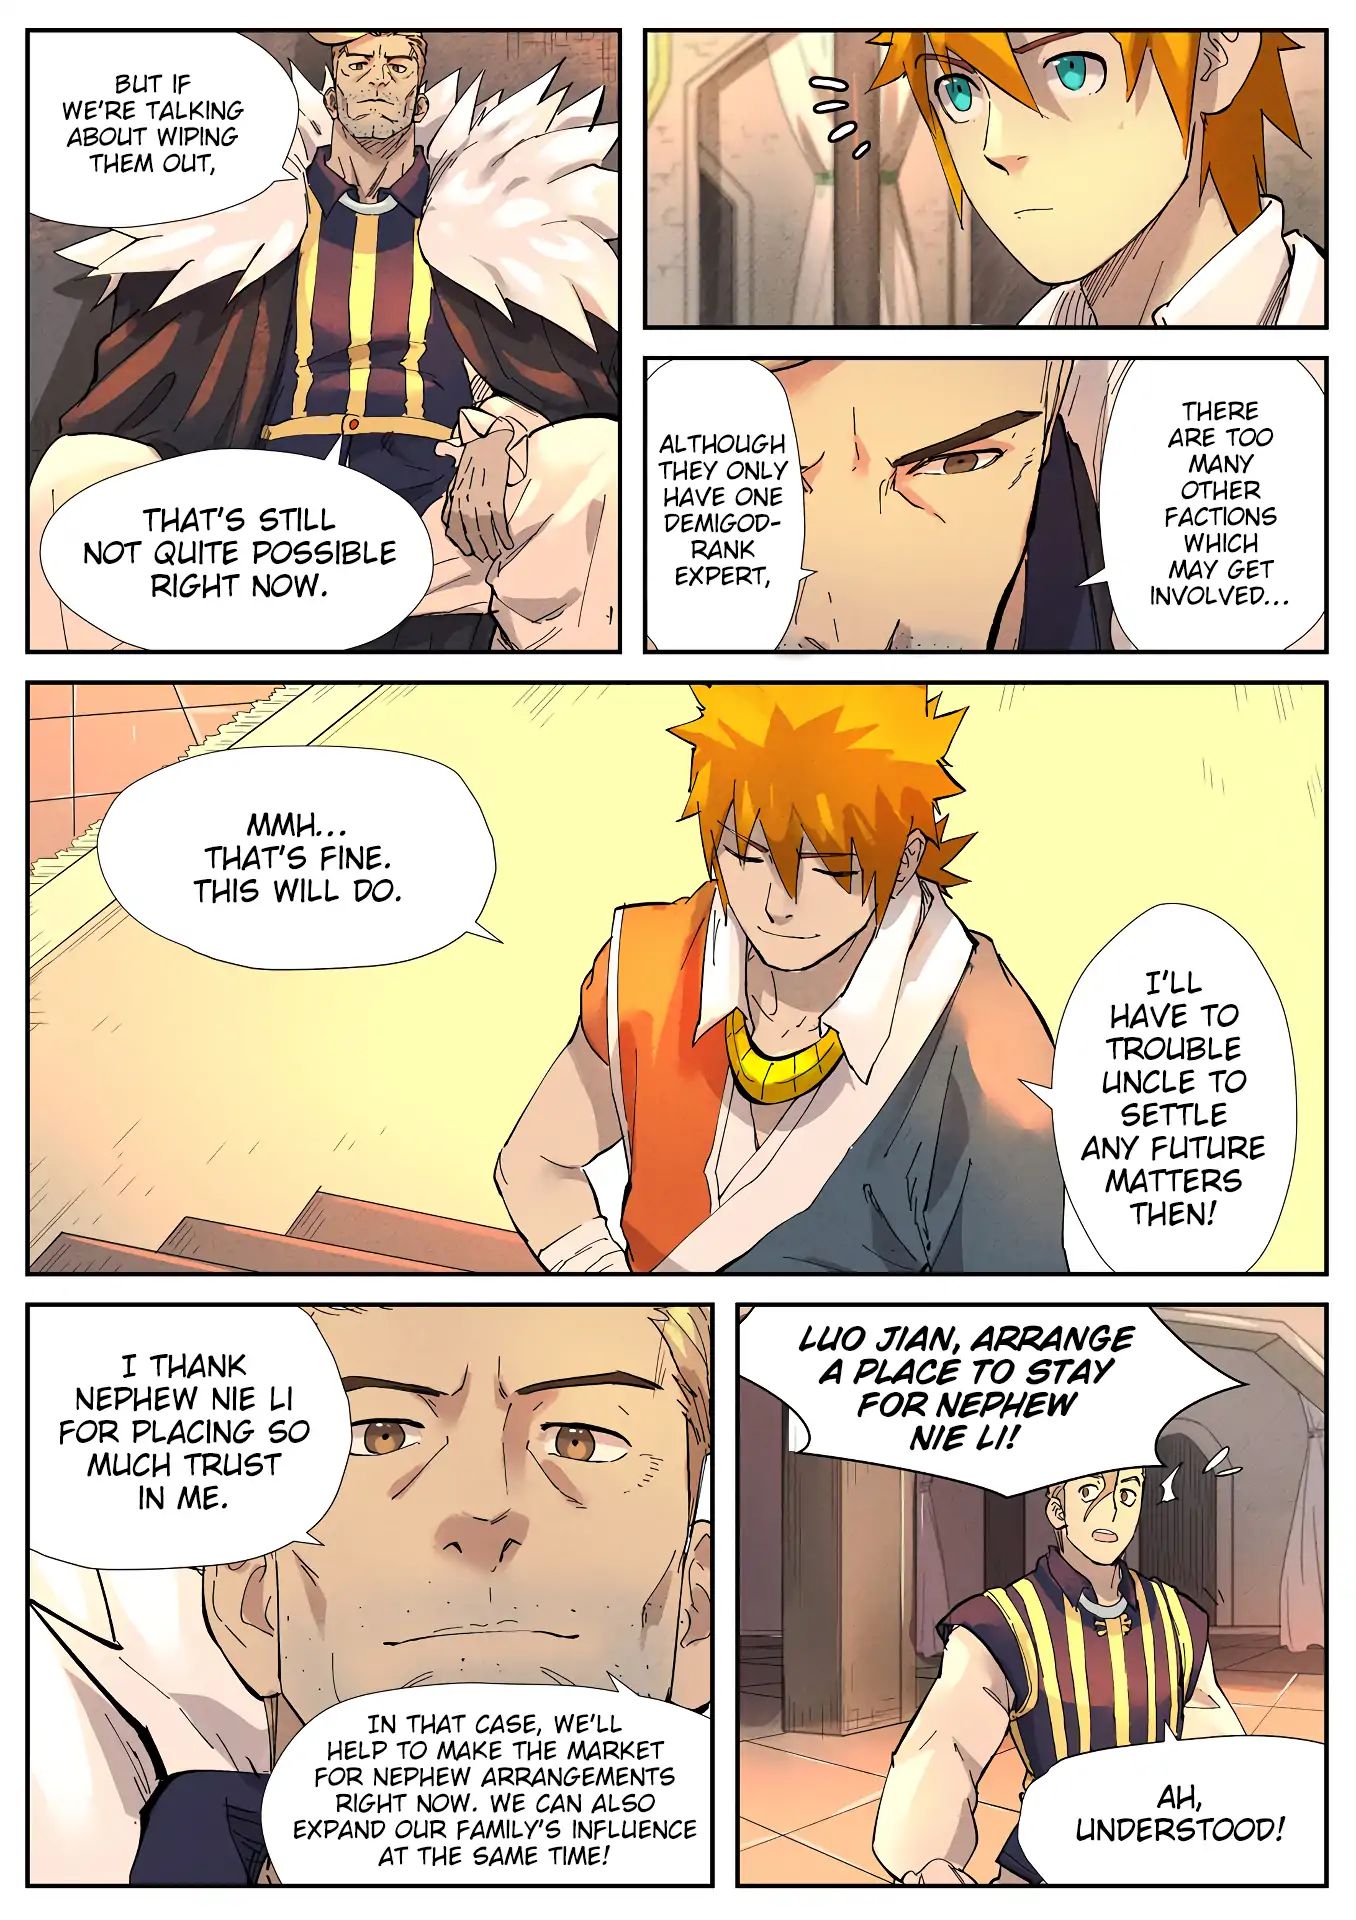 BUT IF
WE'RE TALKING
ABOUT WIPING
THEM OUT,
THAT'S STILL
NOT QUITE POSSIBLE
RIGHT NOW.
ALTHOUGH
THEY ONLY
HAVE ONE
DEMIGOD-
RANK
EXPERT,
THERE
ARE TOO
MANY
OTHER
FACTIONS
WHICH
MAY GET
INVOLVED...
MMH...
THAT'S FINE.
THIS WILL DO.
I'LL
HAVE TO
TROUBLE
UNCLE TO
SETTLE
ANY FUTURE
MATTERS
THEN!
I THANK
NEPHEW NIE LI
FOR PLACING SO
MUCH TRUST
IN ME.
IN THAT CASE, WE'LL
HELP TO MAKE THE MARKET
FOR NEPHEW ARRANGEMENTS
RIGHT NOW. WE CAN ALSO
EXPAND OUR FAMILY'S INFLUENCE
AT THE SAME TIME!
LUO JIAN, ARRANGE
A PLACE TO STAY
FOR NEPHEW
NIE LI!
AH,
UNDERSTOOD!